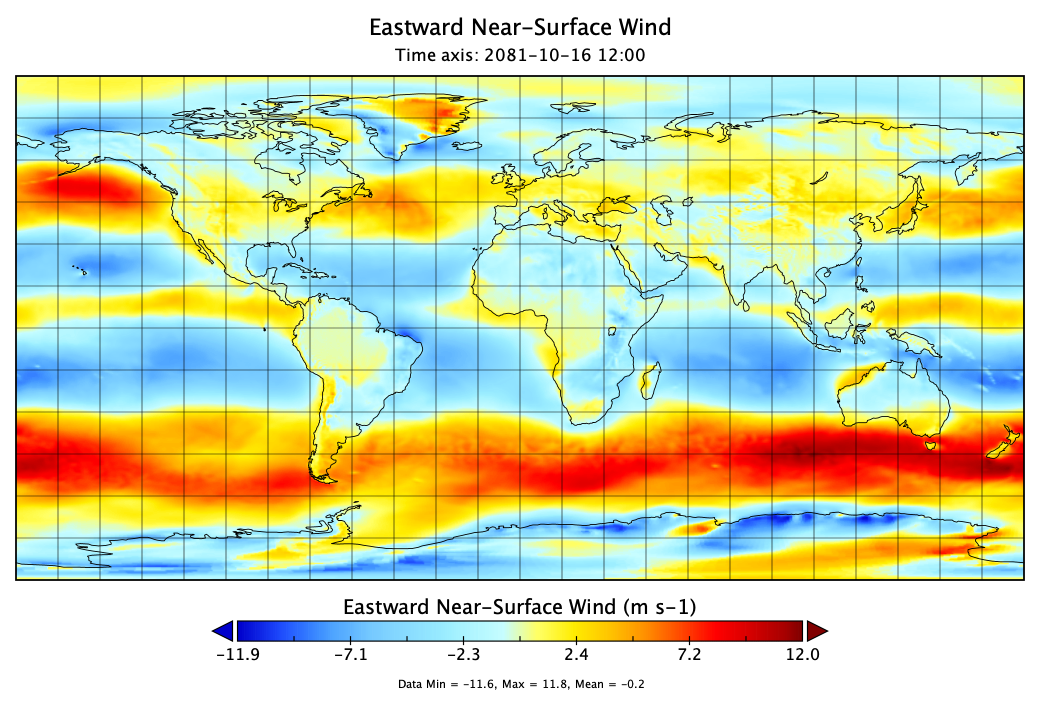 Eastward Near-Surface Wind
Time axis: 2081-10-16 12:00
Eastward Near-Surface Wind (m s-1)
-11.9 -7.1 -2.3 2.4 7.2 12.0
Data Min = -11.6, Max = 11.8, Mean = -0.2